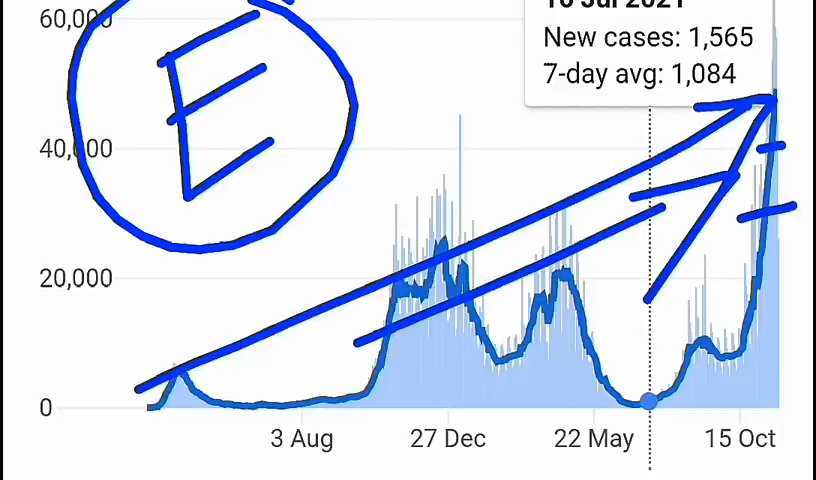 16 Jul 2021
60,000
New cases: 1,565
7-day avg: 1,084
E
40,000
20,000
0
3 Aug 27 Dec 22 May 15 Oct